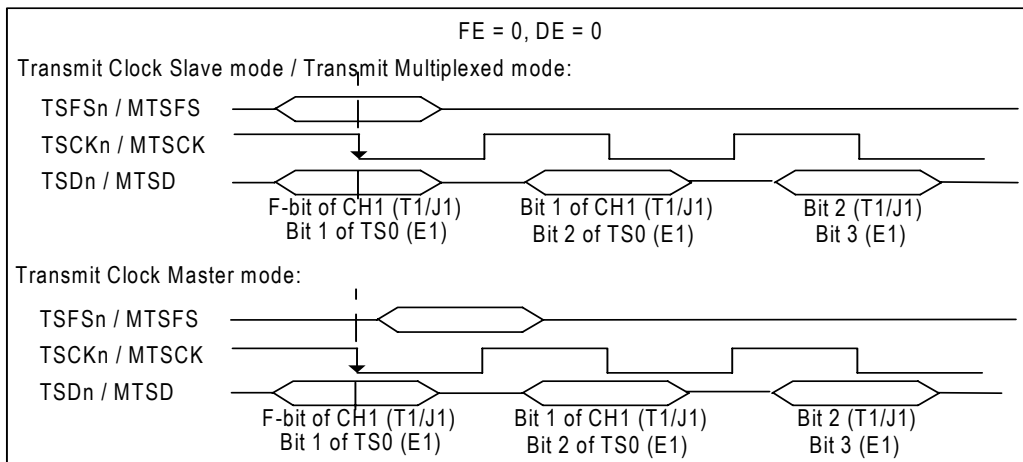 FE = 0, DE = 0
Transmit Clock Slave mode / Transmit Multiplexed mode:
TSFSn / MTSFS
TSCKn / MTSCK
TSDn / MTSD
F-bit of CH1 (T1/J1) Bit 1 of CH1 (T1/J1) Bit 2 (T1/J1)
Bit 1 of TS0 (E1) Bit 2 of TS0 (E1) Bit 3 (E1)
Transmit Clock Master mode:
TSFSn / MTSFS
TSCKn / MTSCK
TSDn / MTSD
F-bit of CH1 (T1/J1) Bit 1 of CH1 (T1/J1) Bit 2 (T1/J1)
Bit 1 of TS0 (E1) Bit 2 of TS0 (E1) Bit 3 (E1)